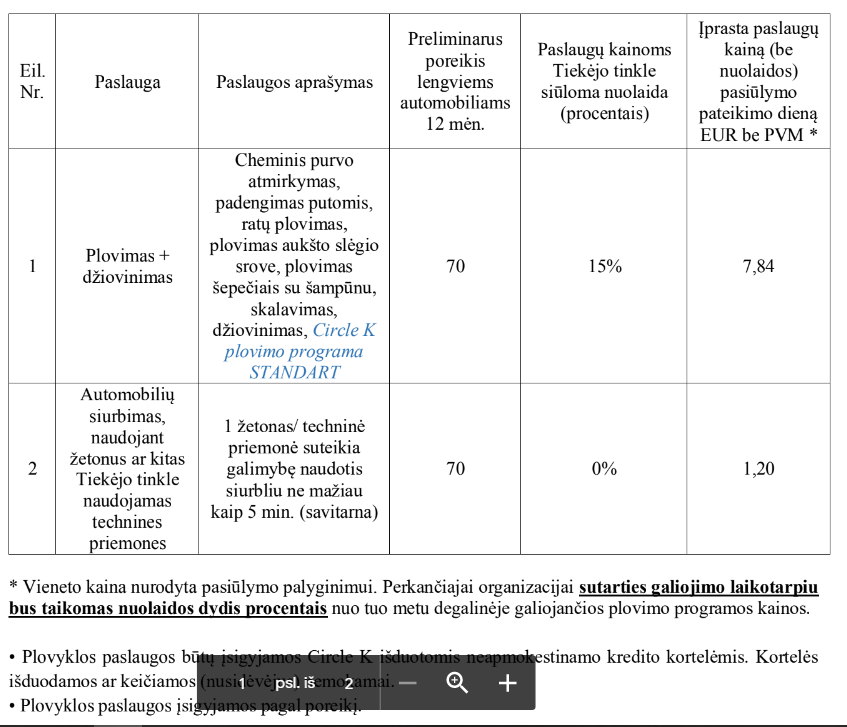 Eil.
Nr.
Paslauga
Paslaugos aprašymas
Preliminarus
poreikis
lengviems
automobiliams
12 mėn.
Paslaugų kainoms
Tiekėjo tinkle
siūloma nuolaida
(procentais)
Įprasta paslaugų
kainą (be
nuolaidos)
pasiūlymo
pateikimo dieną
EUR be PVM *
1
Plovimas +
džiovinimas
Cheminis purvo
atmirkymas,
padengimas putomis,
ratų plovimas,
plovimas aukšto slėgio
srove, plovimas
šepečiais su šampūnu,
skalavimas,
džiovinimas, Circle K
plovimo programa
STANDART
70
15%
7,84
2
Automobilių
siurbimas,
naudojant
žetonus ar kitas
Tiekėjo tinkle
naudojamas
technines
priemones
1 žetonas/ techninė
priemonė suteikia
galimybę naudotis
siurbliu ne mažiau
kaip 5 min. (savitarna)
70
0%
1,20
* Vieneto kaina nurodyta pasiūlymo palyginimui. Perkančiajai organizacijai sutarties galiojimo laikotarpiu
bus taikomas nuolaidos dydis procentais nuo tuo metu degalinėje galiojančios plovimo programos kainos.
• Plovyklos paslaugos būtų įsigyjamos Circle K išduotomis neapmokestinamo kredito kortelėmis. Kortelės
išduodamos ar keičiamos (nusidėvėję) nemokamai.
1 psl. iš 2
• Plovyklos paslaugos įsigyjamos pagal poreikį.